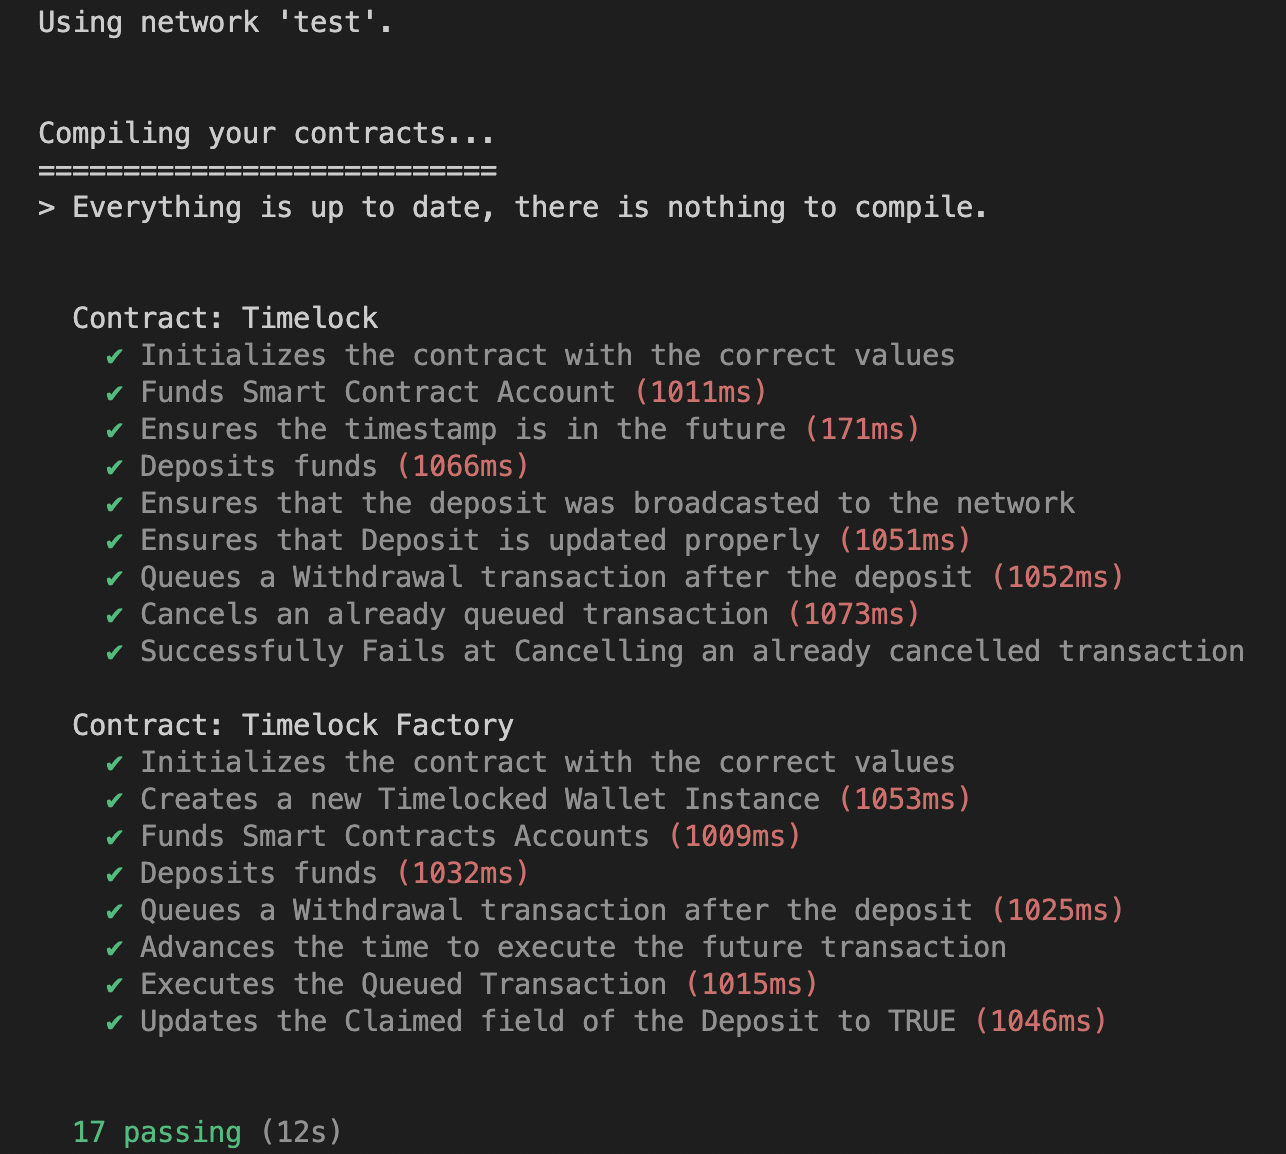 Using network 'test'.
Compiling your contracts...
===========================
> Everything is up to date, there is nothing to compile.
Contract: Timelock
✔ Initializes the contract with the correct values
✔ Funds Smart Contract Account (1011ms)
✔ Ensures the timestamp is in the future (171ms)
✔ Deposits funds (1066ms)
✔ Ensures that the deposit was broadcasted to the network
✔ Ensures that Deposit is updated properly (1051ms)
✔ Queues a Withdrawal transaction after the deposit (1052ms)
✔ Cancels an already queued transaction (1073ms)
✔ Successfully Fails at Cancelling an already cancelled transaction
Contract: Timelock Factory
✔ Initializes the contract with the correct values
✔ Creates a new Timelocked Wallet Instance (1053ms)
✔ Funds Smart Contracts Accounts (1009ms)
✔ Deposits funds (1032ms)
✔ Queues a Withdrawal transaction after the deposit (1025ms)
✔ Advances the time to execute the future transaction
✔ Executes the Queued Transaction (1015ms)
✔ Updates the Claimed field of the Deposit to TRUE (1046ms)
17 passing (12s)